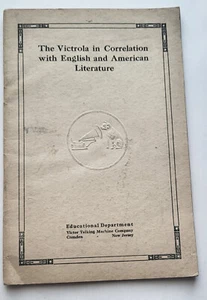 The Victrola in Correlation
with English and American
Literature
Educational Department
Victor Talking Machine Company
Camden New Jersey